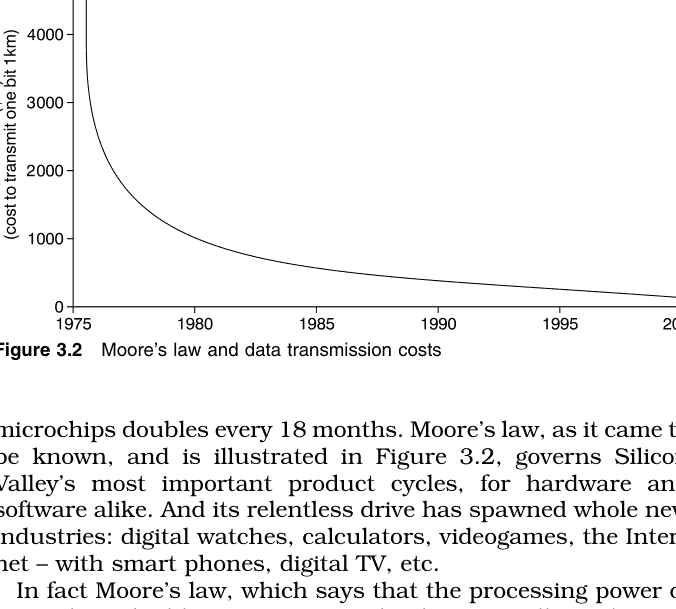 (cost to transmit one bit 1km)
4000
3000
2000
1000
0
1975 1980 1985 1990 1995
Figure 3.2 Moore's law and data transmission costs
microchips doubles every 18 months. Moore's law, as it came
be known, and is illustrated in Figure 3.2, governs Silicon
Valley's most important product cycles, for hardware
software alike. And its relentless drive has spawned whole new
industries: digital watches, calculators, videogames, the Inter
net – with smart phones, digital TV, etc.
In fact Moore's law, which says that the processing power